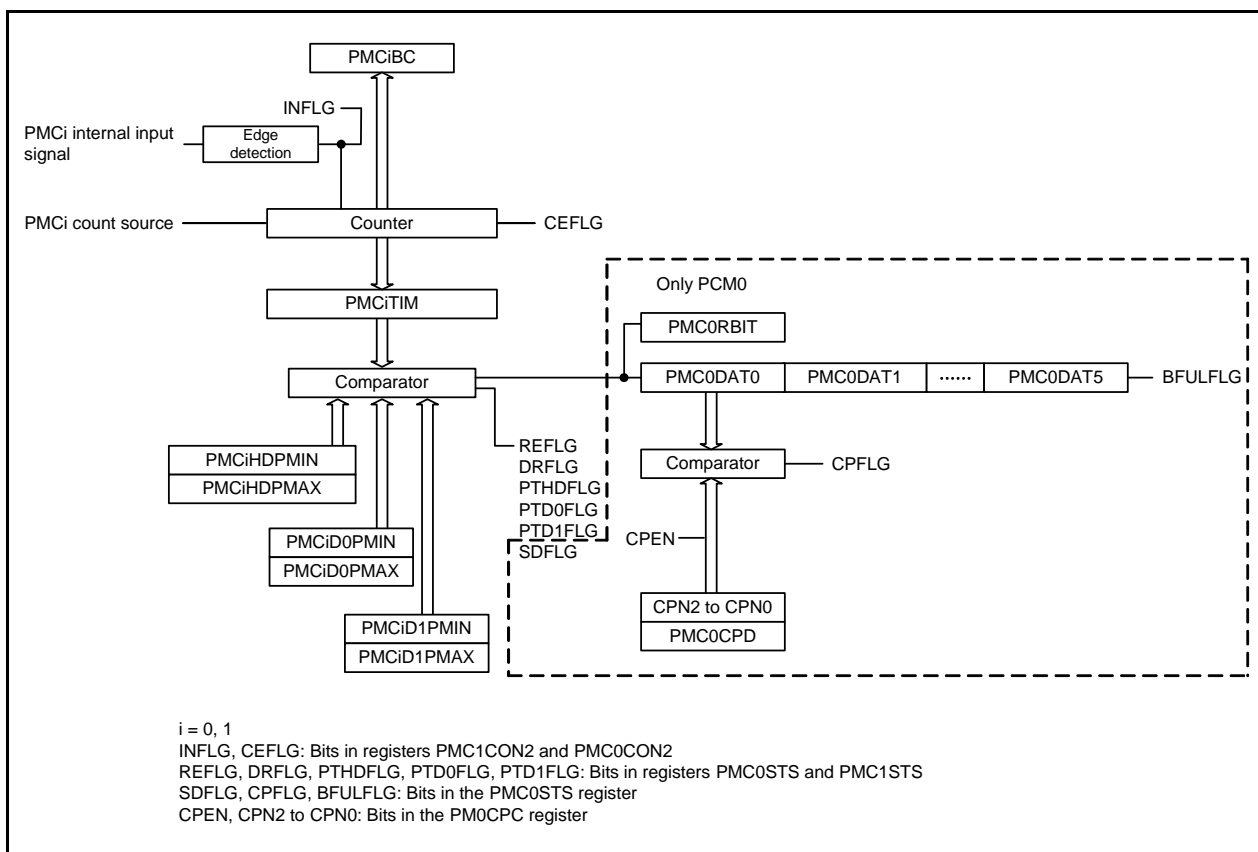 PMCiBC
INFLG
PMCi internal input
signal
Edge
detection
PMCi count source
Counter
CEFLG
Only PCM0
PMCiTIM
PMC0RBIT
Comparator
PMC0DAT0
PMC0DAT1
......
PMC0DAT5
BFULFLG
REFLG
DRFLG
PTHDFLG
PTD0FLG
PTD1FLG
SDFLG
PMCiHDPMIN
PMCiHDPMAX
Comparator
CPFLG
PMCiD0PMIN
PMCiD0PMAX
CPEN
PMCiD1PMIN
PMCiD1PMAX
CPN2 to CPN0
PMC0CPD
i = 0, 1
INFLG, CEFLG: Bits in registers PMC1CON2 and PMC0CON2
REFLG, DRFLG, PTHDFLG, PTD0FLG, PTD1FLG: Bits in registers PMC0STS and PMC1STS
SDFLG, CPFLG, BFULFLG: Bits in the PMC0STS register
CPEN, CPN2 to CPN0: Bits in the PM0CPC register